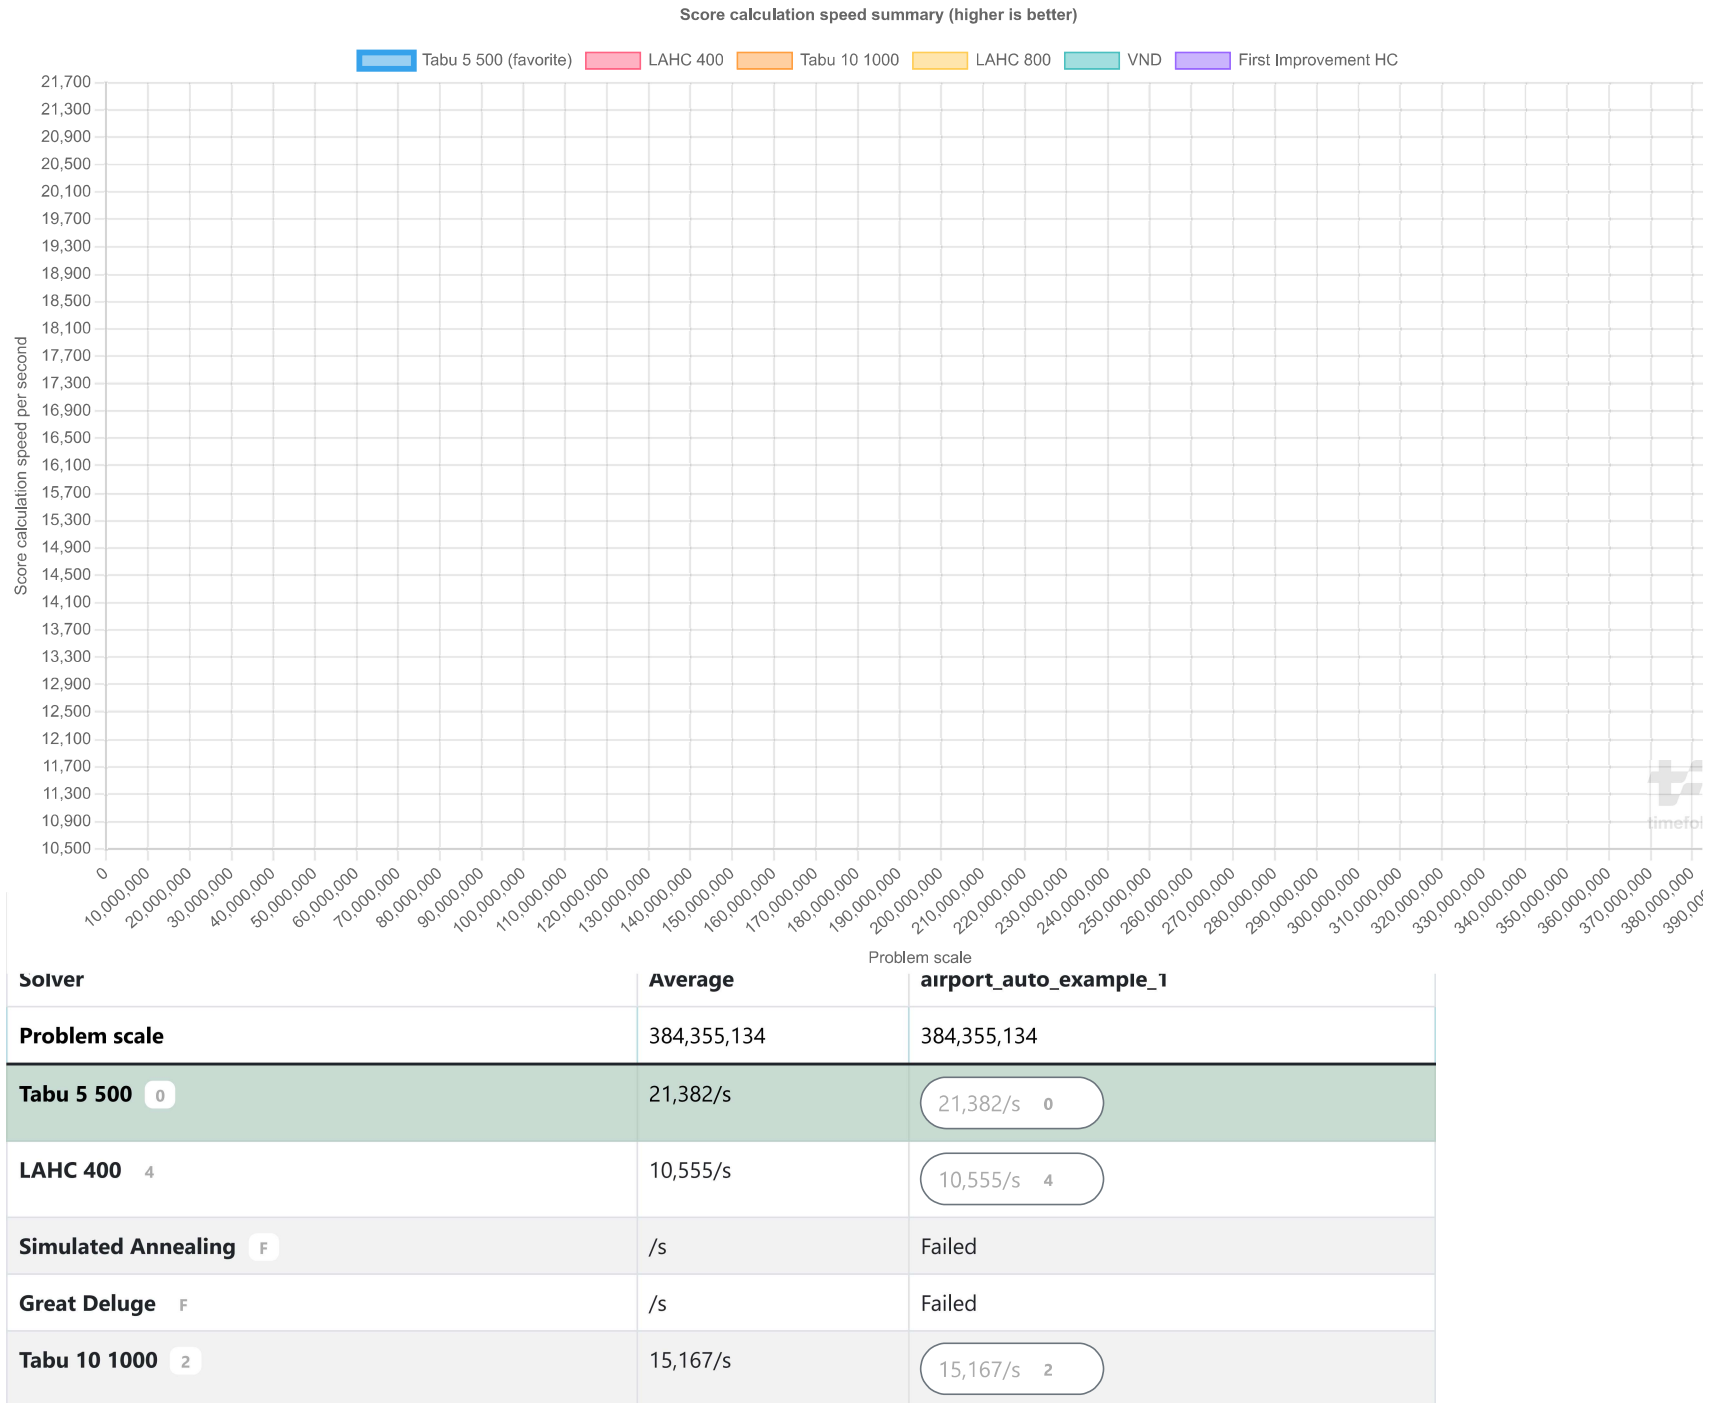 Score calculation speed summary (higher is better)
Tabu 5 500 (favorite) LAHC 400 Tabu 10 1000 LAHC 800 VND First Improvement HC
Score calculation speed per second
21,700
21,300
20,900
20,500
20,100
19,700
19,300
18,900
18,500
18,100
17,700
17,300
16,900
16,500
16,100
15,700
15,300
14,900
14,500
14,100
13,700
13,300
12,900
12,500
12,100
11,700
11,300
10,900
10,500
0 10,000,000 20,000,000 30,000,000 40,000,000 50,000,000 60,000,000 70,000,000 80,000,000 90,000,000 100,000,000 110,000,000 120,000,000 130,000,000 140,000,000 150,000,000 160,000,000 170,000,000 180,000,000 190,000,000 200,000,000 210,000,000 220,000,000 230,000,000 240,000,000 250,000,000 260,000,000 270,000,000 280,000,000 290,000,000 300,000,000 310,000,000 320,000,000 330,000,000 340,000,000 350,000,000 360,000,000 370,000,000 380,000,000
Problem scale
Solver Average airport_auto_example_1
Problem scale 384,355,134 384,355,134
Tabu 5 500 0 21,382/s 21,382/s 0
LAHC 400 4 10,555/s 10,555/s 4
Simulated Annealing F /s Failed
Great Deluge F /s Failed
Tabu 10 1000 2 15,167/s 15,167/s 2